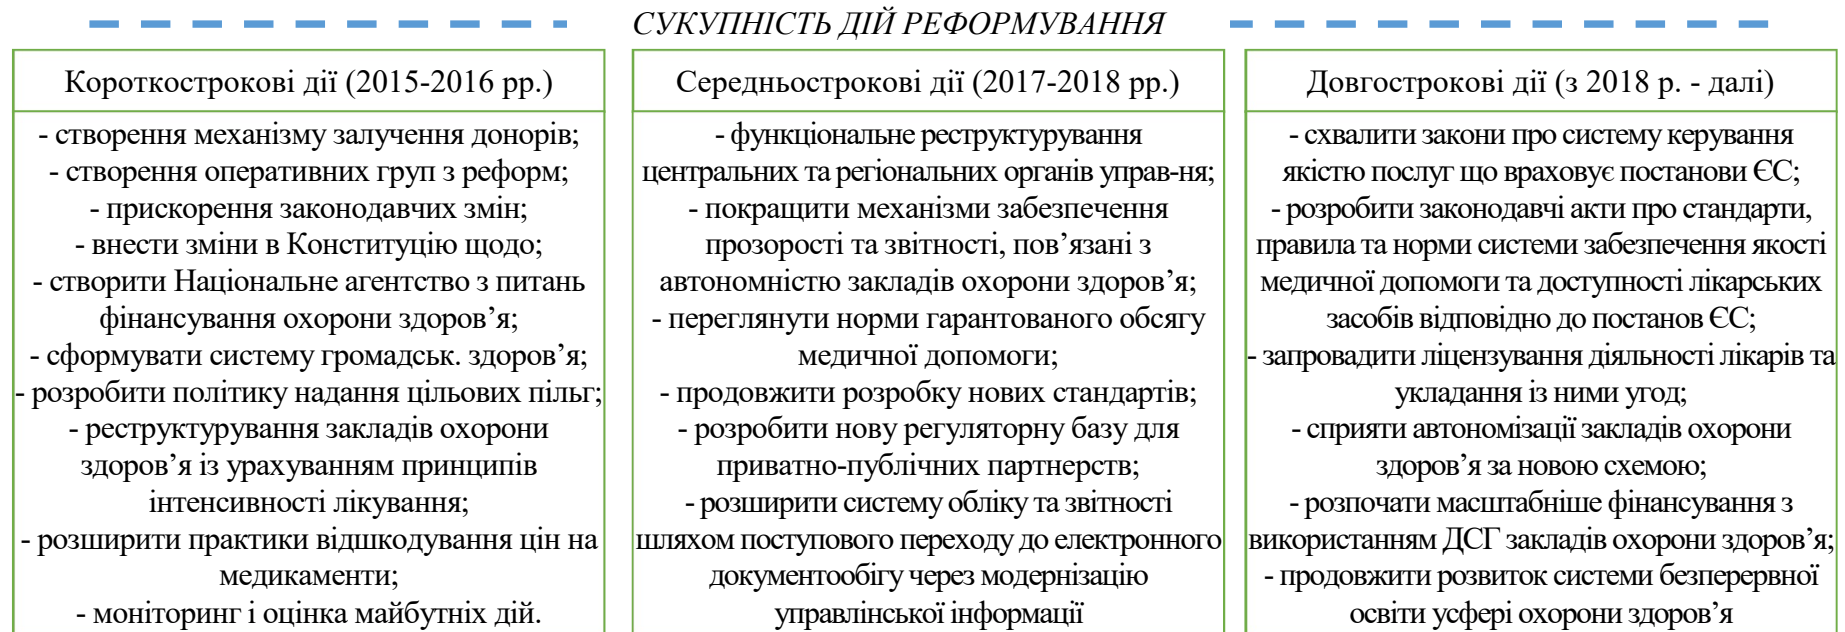 СУКУПНІСТЬ ДІЙ РЕФОРМУВАННЯ
Короткострокові дії (2015-2016 рр.)
- створення механізму залучення донорів;
- створення оперативних груп з реформ;
- прискорення законодавчих змін;
- внести зміни в Конституцію щодо;
- створити Національне агентство з питань
фінансування охорони здоров’я;
- сформувати систему громадськ. здоров’я;
- розробити політику надання цільових пільг;
- реструктурування закладів охорони
здоров’я із урахуванням принципів
інтенсивності лікування;
- розширити практики відшкодування цін на
медикаменти;
- моніторинг і оцінка майбутніх дій.
Середньострокові дії (2017-2018 рр.)
- функціональне реструктурування
центральних та регіональних органів управ-ня;
- покращити механізми забезпечення
прозорості та звітності, пов’язані з
автономністю закладів охорони здоров’я;
- переглянути норми гарантованого обсягу
медичної допомоги;
- продовжити розробку нових стандартів;
- розробити нову регуляторну базу для
приватно-публічних партнерств;
- розширити систему обліку та звітності
шляхом поступового переходу до електронного
документообігу через модернізацію
управлінської інформації
Довгострокові дії (з 2018 р. - далі)
- схвалити закони про систему керування
якістю послуг що враховує постанови ЄС;
- розробити законодавчі акти про стандарти,
правила та норми системи забезпечення якості
медичної допомоги та доступності лікарських
засобів відповідно до постанов ЄС;
- запровадити ліцензування діяльності лікарів та
укладання із ними угод;
- сприяти автономізації закладів охорони
здоров’я за новою схемою;
- розпочати масштабніше фінансування з
використанням ДСГ закладів охорони здоров’я;
- продовжити розвиток системи безперервної
освіти усфері охорони здоров’я